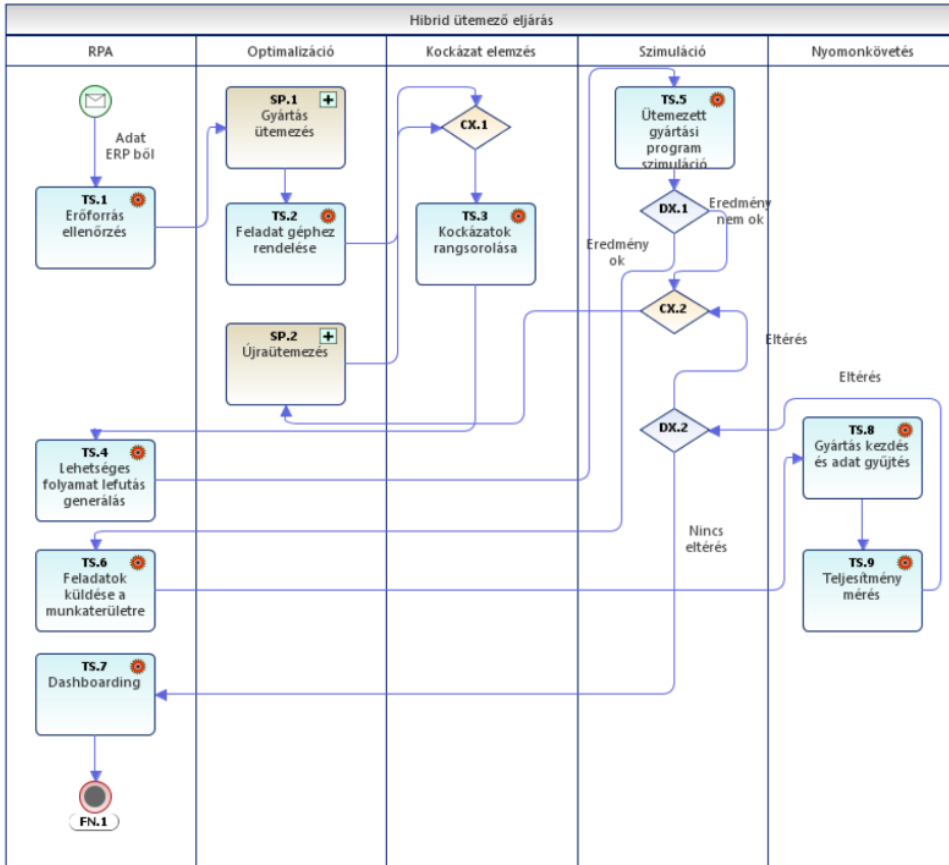 Hibrid ütemező eljárás
RPA
Optimalizáció
Kockázat elemzés
Szimuláció
Nyomonkövetés
Adat
ERP ből
TS.1
Erőforrás
ellenőrzés
SP.1
Gyártás
ütemezés
TS.2
Feladat géphez
rendelése
CX.1
TS.3
Kockázatok
rangsorolása
TS.5
Ütemezett
gyártási
program
szimuláció
DX.1
Eredmény
nem ok
Eredmény
ok
CX.2
SP.2
Újraütemezés
Eltérés
Eltérés
DX.2
TS.4
Lehetséges
folyamat lefutás
generálás
TS.8
Gyártás kezdés
és adat gyűjtés
Nincs
eltérés
TS.6
Feladatok
küldése a
munkaterületre
TS.9
Teljesítmény
mérés
TS.7
Dashboarding
FN.1